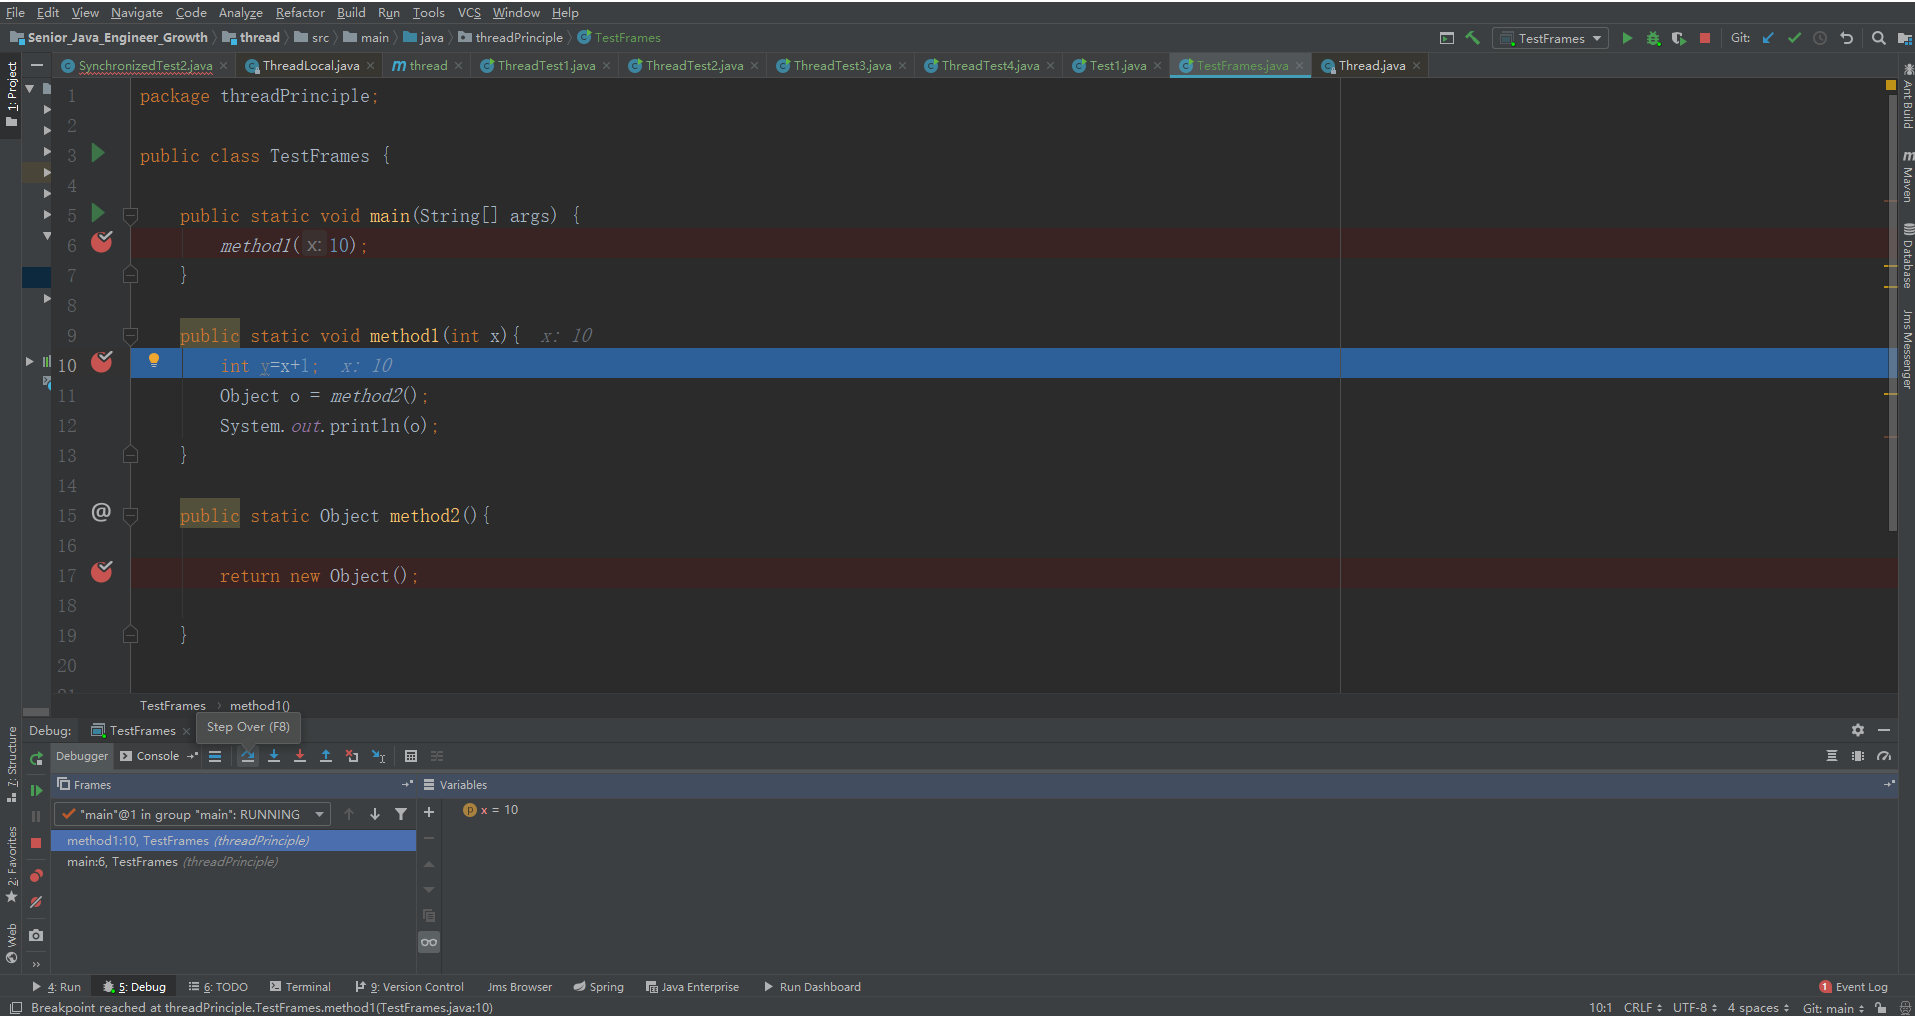 File Edit View Navigate Code Analyze Refactor Build Run Tools VCS Window Help
Senior_Java_Engineer_Growth thread src main java threadPrinciple TestFrames TestFrames Git:
SynchronizedTest2.java ThreadLocal.java m thread ThreadTest1.java ThreadTest2.java ThreadTest3.java ThreadTest4.java Test1.java TestFrames.java Thread.java
1: Project
Ant Build
m Maven
Database
Jms Messenger
1 package threadPrinciple;
2
3 public class TestFrames {
4
5 public static void main(String[] args) {
6 method1( x: 10);
7 }
8
9 public static void method1(int x){ x: 10
10 int y=x+1; x: 10
11 Object o = method2();
12 System.out.println(o);
13 }
14
15 @ public static Object method2(){
16
17 return new Object();
18
19 }
20
21
TestFrames method1()
Step Over (F8)
Debug: TestFrames
Debugger Console
Frames Variables
"main"@1 in group "main": RUNNING
x = 10
method1:10, TestFrames (threadPrinciple)
main:6, TestFrames (threadPrinciple)
7: Structure
2: Favorites
Web
4: Run 5: Debug 6: TODO Terminal 9: Version Control Jms Browser Spring Java Enterprise Run Dashboard 1 Event Log
Breakpoint reached at threadPrinciple.TestFrames.method1(TestFrames.java:10) 10:1 CRLF UTF-8 4 spaces Git: main